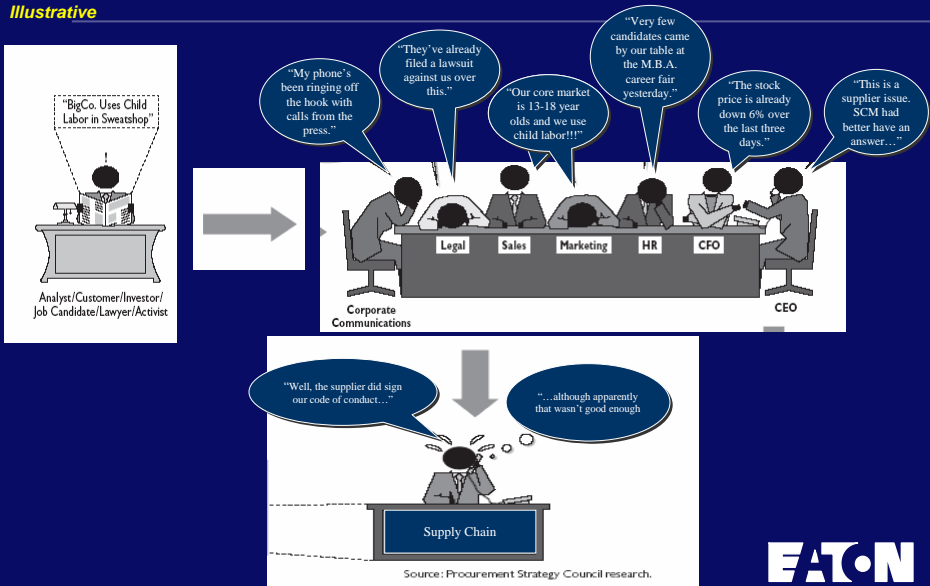 Illustrative
"BigCo. Uses Child
Labor in Sweatshop"
Analyst/Customer/Investor/
Job Candidate/Lawyer/Activist
"My phone's
been ringing off
the hook with
calls from the
press."
"They've already
filed a lawsuit
against us over
this."
"Our core market
is 13-18 year
olds and we use
child labor!!!"
"Very few
candidates came
by our table at
the M.B.A.
career fair
yesterday."
"The stock
price is already
down 6% over
the last three
days."
"This is a
supplier issue.
SCM had
better have an
answer…"
Legal
Sales
Marketing
HR
CFO
Corporate
Communications
CEO
"Well, the supplier did sign
our code of conduct…"
"…although apparently
that wasn't good enough
Supply Chain
Source: Procurement Strategy Council research.
EATON